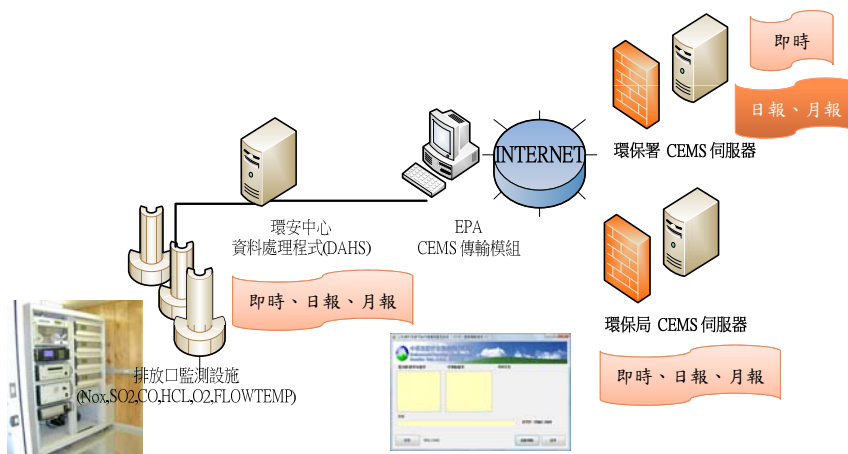 即時
日報、月報
環保署 CEMS 伺服器
INTERNET
環安中心
資料處理程式(DAHS)
EPA
CEMS 傳輸模組
即時、日報、月報
環保局 CEMS 伺服器
即時、日報、月報
排放口監測設施
(Nox,SO2,CO,HCL,O2,FLOWTEMP)